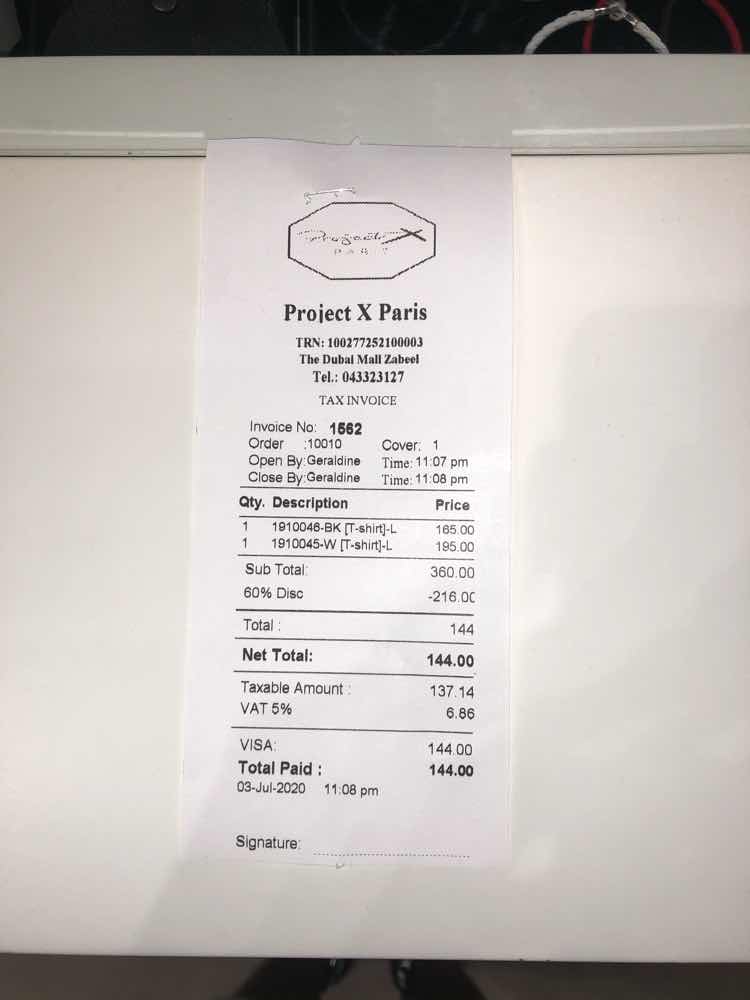 Project X
PARIS
Project X Paris
TRN: 100277252100003
The Dubai Mall Zabeel
Tel.: 043323127
TAX INVOICE
Invoice No: 1562
Order :10010 Cover: 1
Open By:Geraldine Time: 11:07 pm
Close By:Geraldine Time: 11:08 pm
Qty. Description Price
1 1910046-BK [T-shirt]-L 165.00
1 1910045-W [T-shirt]-L 195.00
Sub Total: 360.00
60% Disc -216.00
Total : 144
Net Total: 144.00
Taxable Amount : 137.14
VAT 5% 6.86
VISA: 144.00
Total Paid : 144.00
03-Jul-2020 11:08 pm
Signature: